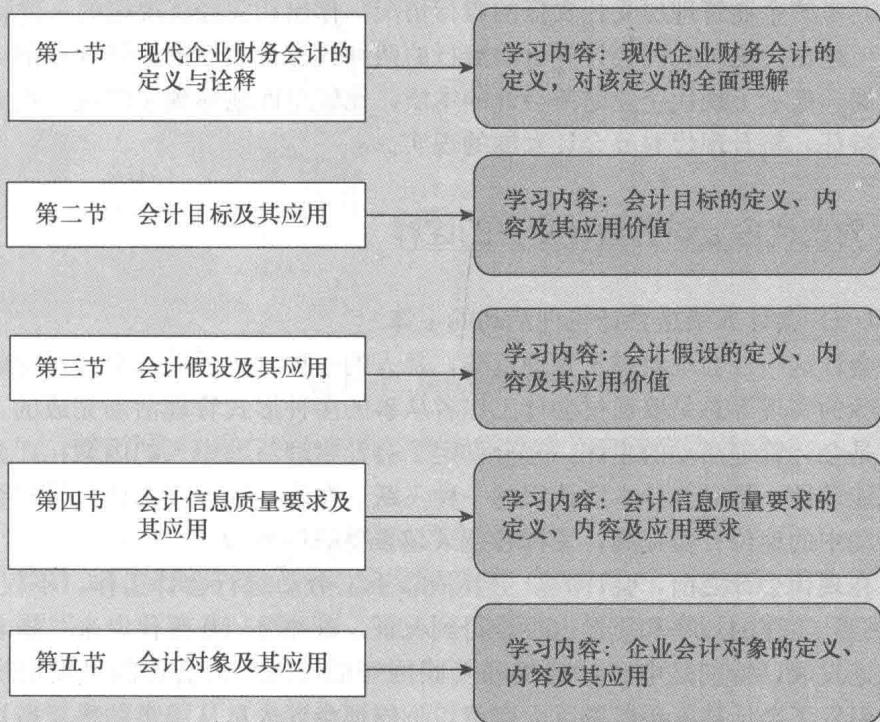 第一节 现代企业财务会计的
定义与诠释
学习内容：现代企业财务会计的
定义，对该定义的全面理解
第二节 会计目标及其应用
学习内容：会计目标的定义、内
容及其应用价值
第三节 会计假设及其应用
学习内容：会计假设的定义、内
容及其应用价值
第四节 会计信息质量要求及
其应用
学习内容：会计信息质量要求的
定义、内容及应用要求
第五节 会计对象及其应用
学习内容：企业会计对象的定义、
内容及其应用